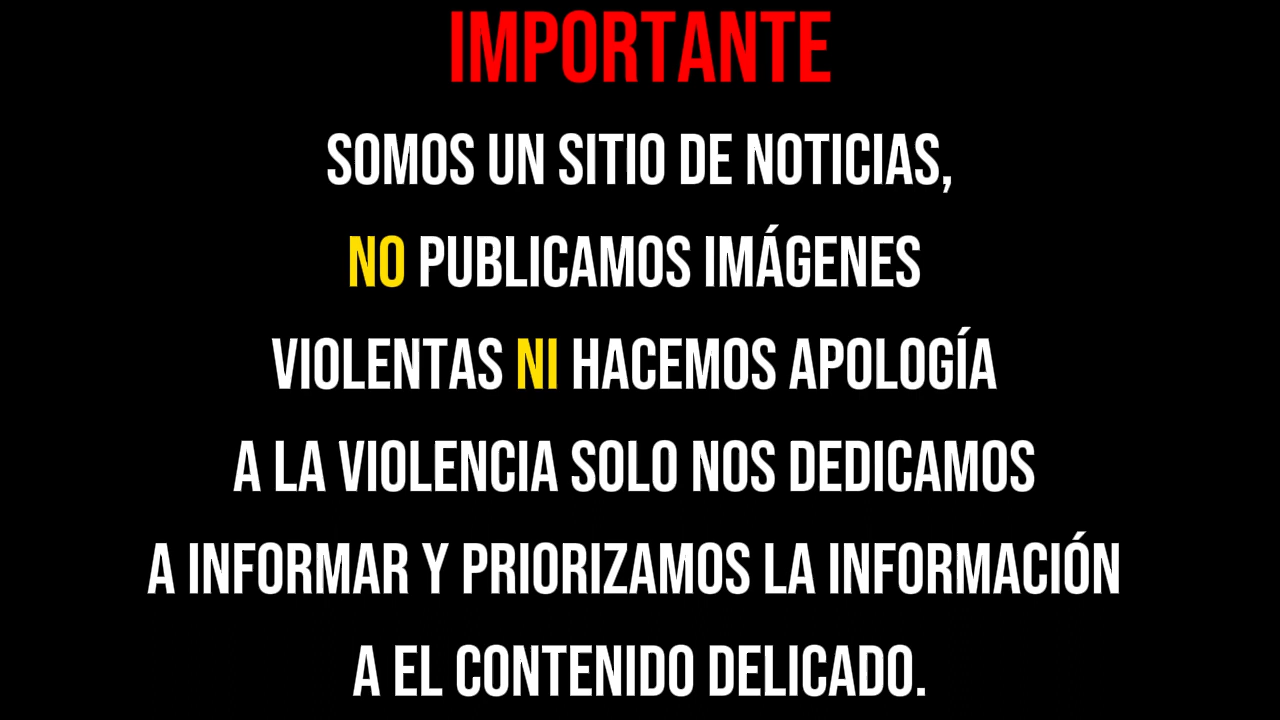 IMPORTANTE
SOMOS UN SITIO DE NOTICIAS,
NO PUBLICAMOS IMÁGENES
VIOLENTAS NI HACEMOS APOLOGÍA
A LA VIOLENCIA SOLO NOS DEDICAMOS
A INFORMAR Y PRIORIZAMOS LA INFORMACIÓN
A EL CONTENIDO DELICADO.